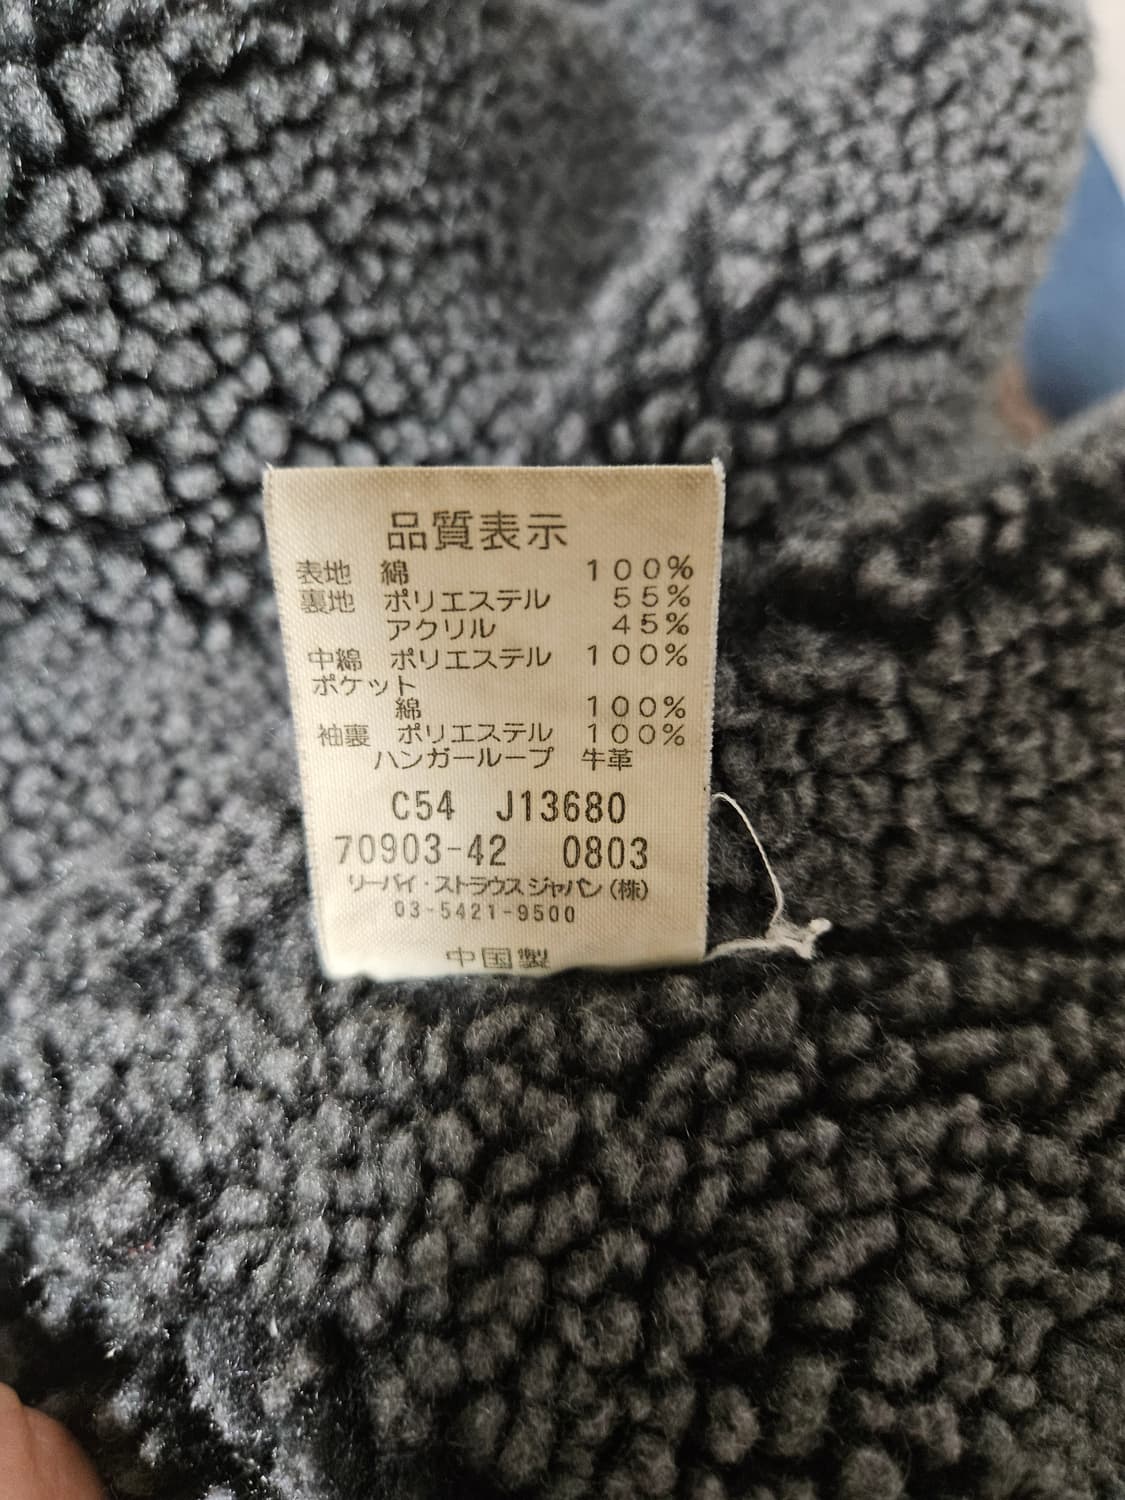 品質表示
表地 綿 100%
裏地 ポリエステル 55%
アクリル 45%
中綿 ポリエステル 100%
ポケット
綿 100%
袖裏 ポリエステル 100%
ハンガーループ 牛革
C54 J13680
70903-42 0803
リーバイ・ストラウス ジャパン(株)
03-5421-9500
中国製